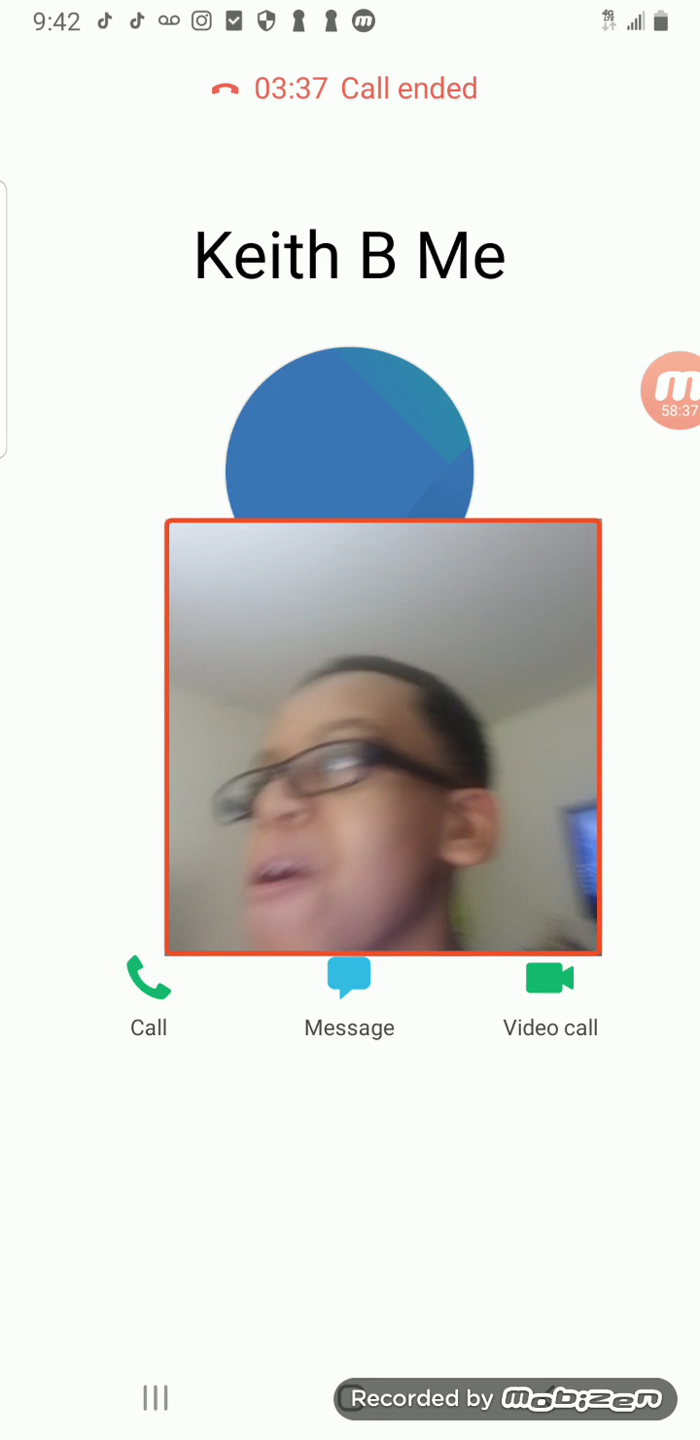 9:42
03:37 Call ended
Keith B Me
58:37
Call
Message
Video call
Recorded by mobizen